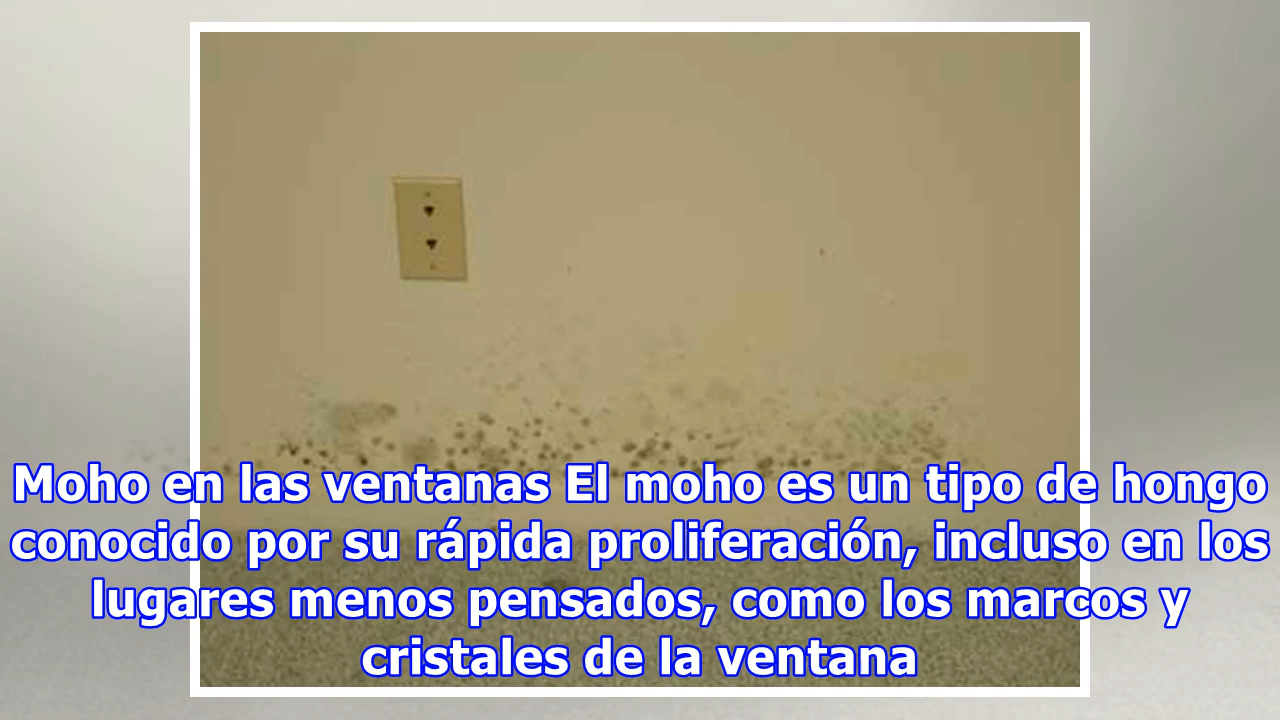 Moho en las ventanas El moho es un tipo de hongo
conocido por su rápida proliferación, incluso en los
lugares menos pensados, como los marcos y
cristales de la ventana